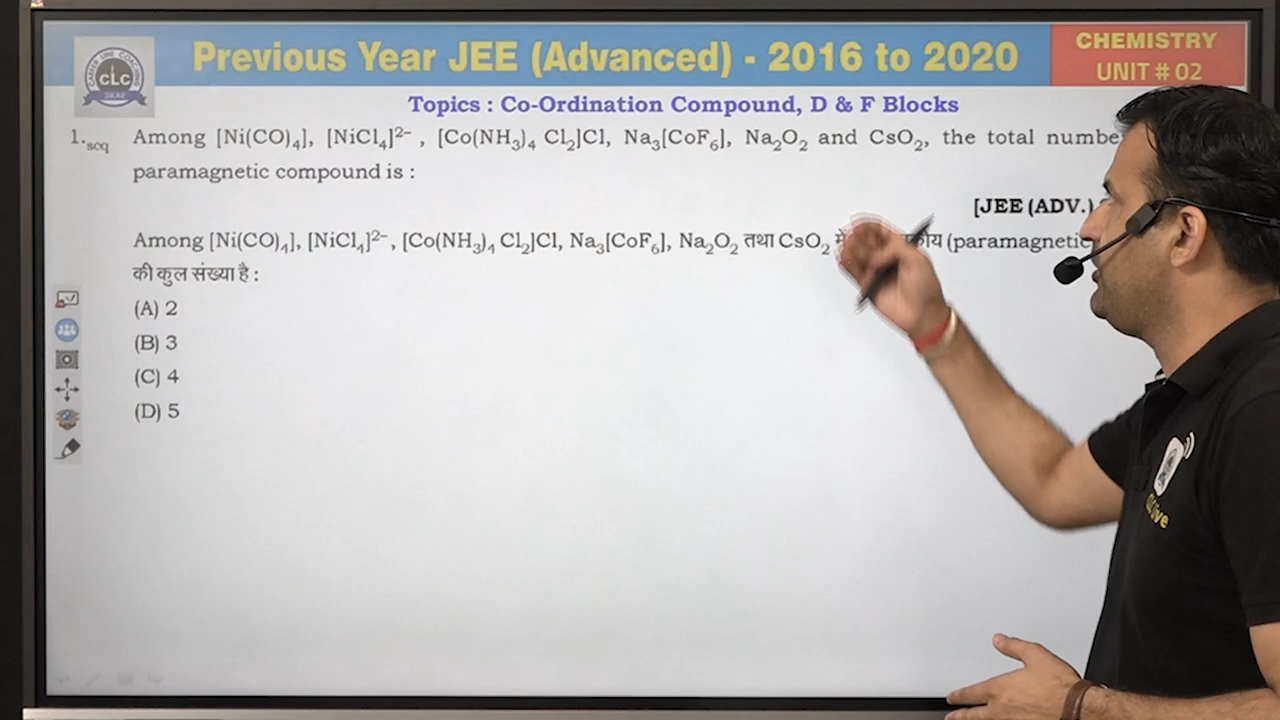 Previous Year JEE (Advanced) - 2016 to 2020
CHEMISTRY
UNIT # 02
CLC
SIKAR
Topics : Co-Ordination Compound, D & F Blocks
1.scq Among [Ni(CO)₄], [NiCl₄]²⁻ , [Co(NH₃)₄ Cl₂]Cl, Na₃[CoF₆], Na₂O₂ and CsO₂, the total numbe
paramagnetic compound is :
[JEE (ADV.)
Among [Ni(CO)₄], [NiCl₄]²⁻, [Co(NH₃)₄ Cl₂]Cl, Na₃[CoF₆], Na₂O₂ तथा CsO₂ में (paramagnetic
की कुल संख्या है :
(A) 2
(B) 3
(C) 4
(D) 5